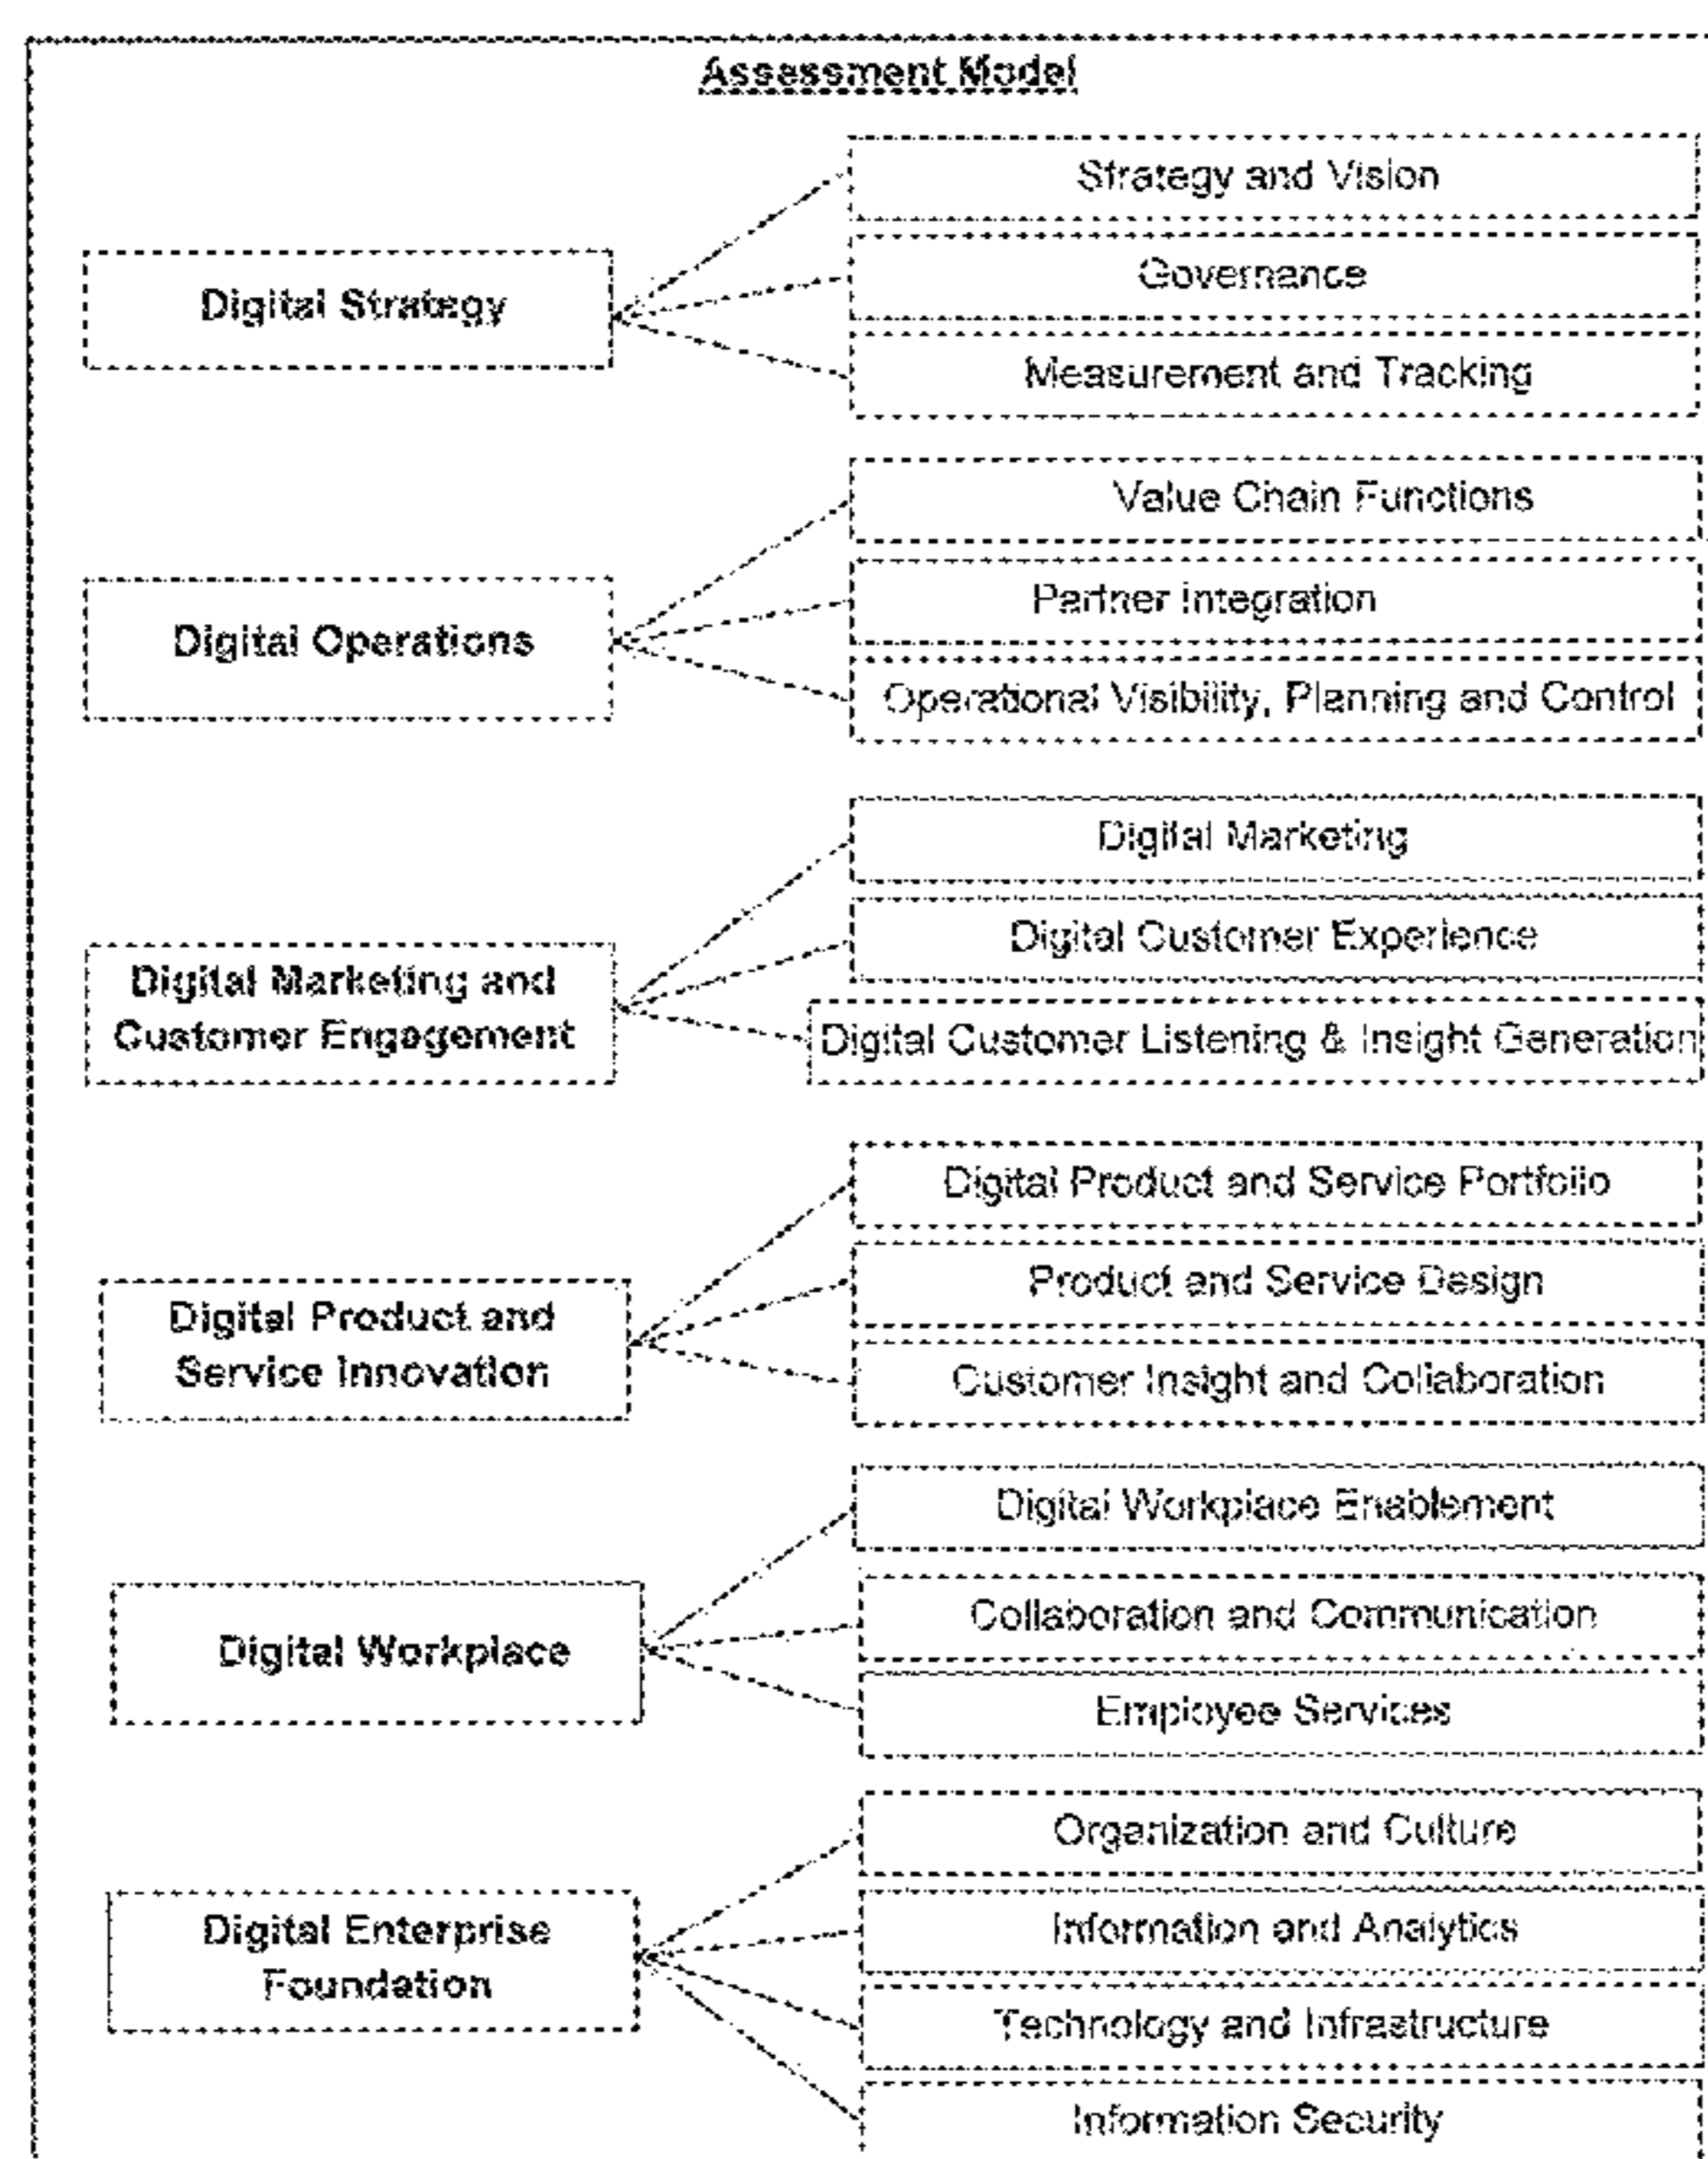 Assessment Model
Strategy and Vision
Governance
Digital Strategy
Measurement and Tracking
Value Chain Functions
Partner Integration
Digital Operations
Operational Visibility, Planning and Control
Digital Marketing
Digital Customer Experience
Digital Marketing and
Customer Engagement
Digital Customer Listening & Insight Generation
Digital Product and Service Portfolio
Product and Service Design
Digital Product and
Service Innovation
Customer Insight and Collaboration
Digital Workplace Enablement
Collaboration and Communication
Digital Workplace
Employee Services
Organization and Culture
Information and Analytics
Digital Enterprise
Foundation
Technology and Infrastructure
Information Security